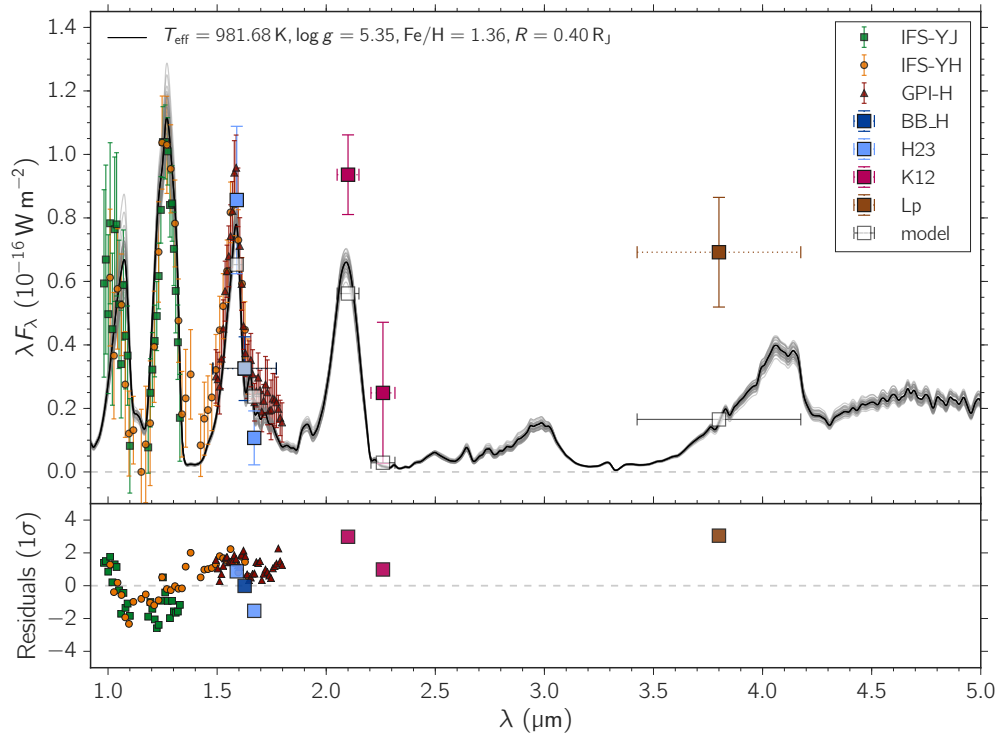 T_eff = 981.68 K, log g = 5.35, Fe/H = 1.36, R = 0.40 R_J
IFS-YJ
IFS-YH
GPI-H
BB_H
H23
K12
Lp
model
λF_λ (10^−16 W m^−2)
1.4
1.2
1.0
0.8
0.6
0.4
0.2
0.0
Residuals (1σ)
4
2
0
−2
−4
1.0 1.5 2.0 2.5 3.0 3.5 4.0 4.5 5.0
λ (μm)